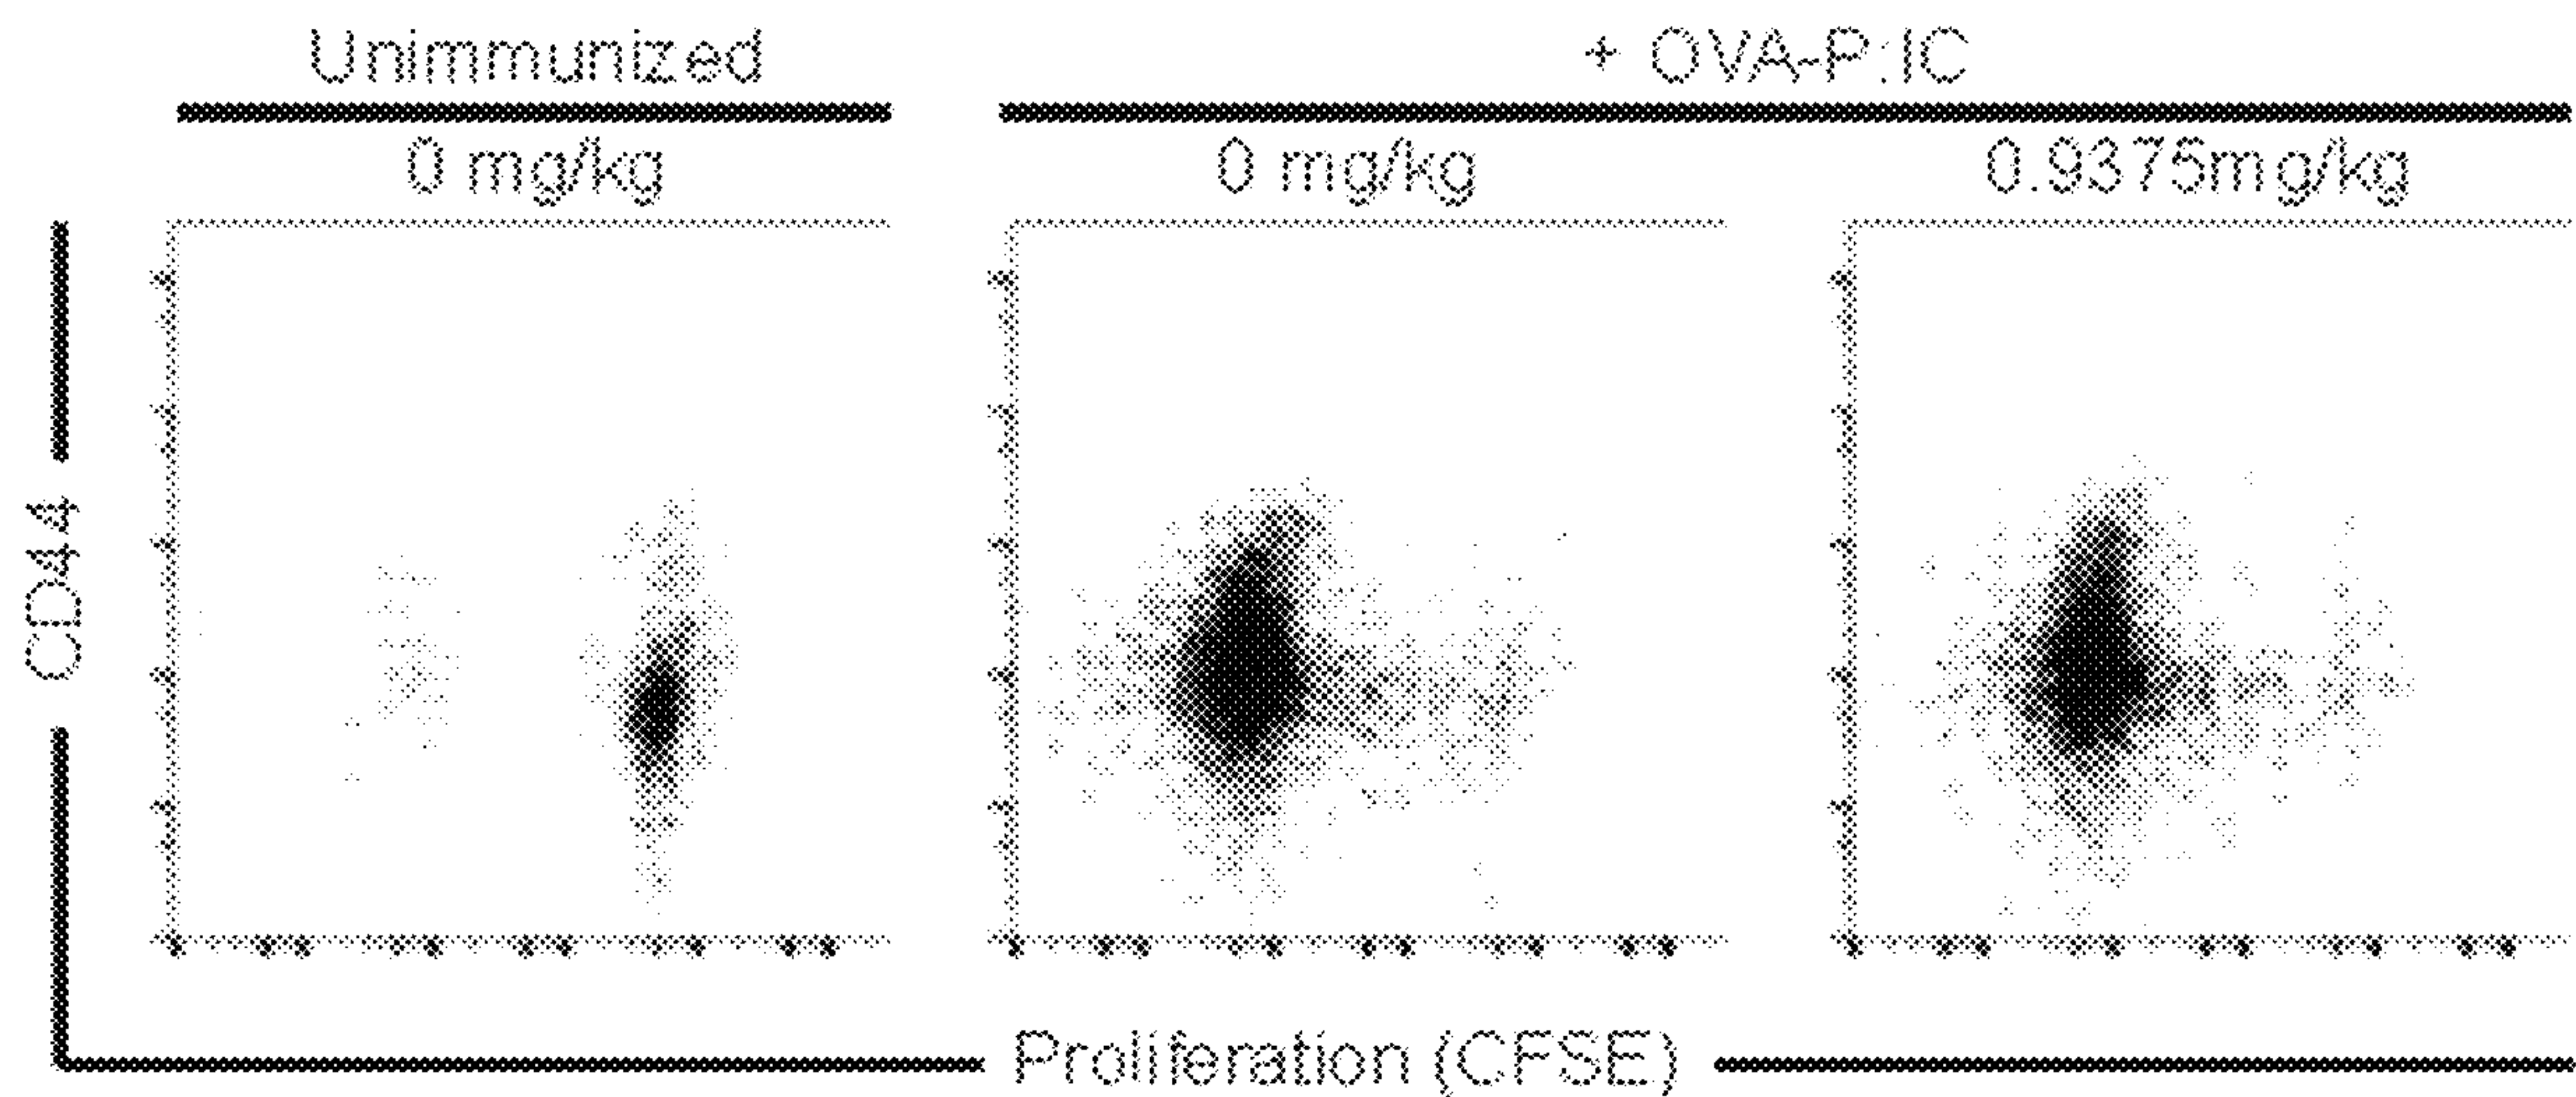 Unimmunized
+ OVA-P:IC
0 mg/kg
0 mg/kg
0.9375mg/kg
CD44
Proliferation (CFSE)